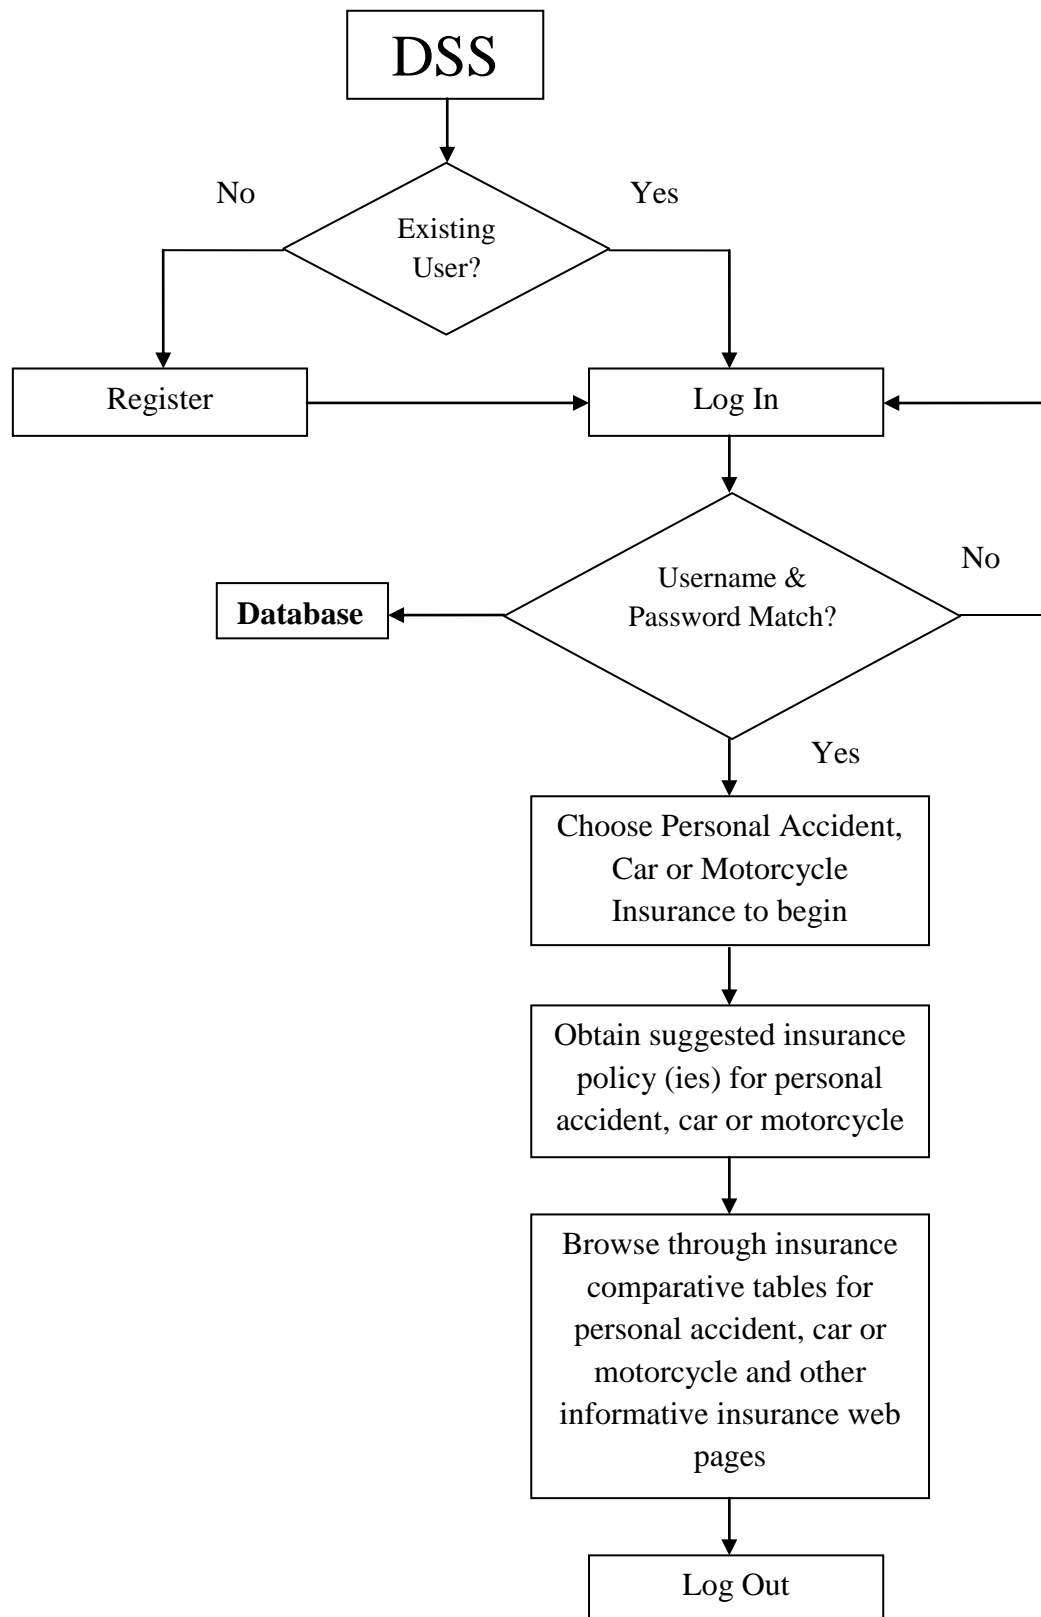 DSS
No
Yes
Existing
User?
Register
Log In
No
Username &
Password Match?
Database
Yes
Choose Personal Accident,
Car or Motorcycle
Insurance to begin
Obtain suggested insurance
policy (ies) for personal
accident, car or motorcycle
Browse through insurance
comparative tables for
personal accident, car or
motorcycle and other
informative insurance web
pages
Log Out